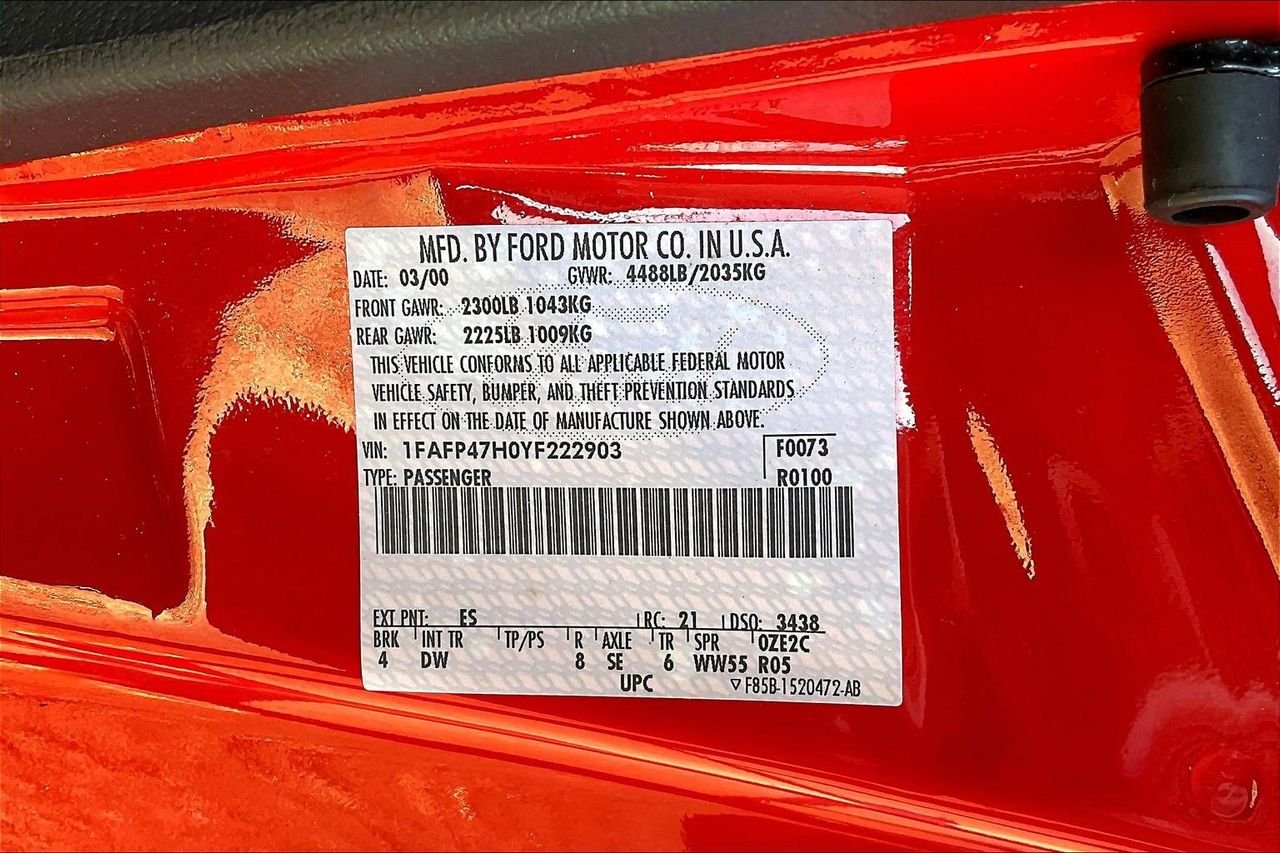 MFD. BY FORD MOTOR CO. IN U.S.A.
DATE: 03/00 GVWR: 4488LB/2035KG
FRONT GAWR: 2300LB 1043KG
REAR GAWR: 2225LB 1009KG
THIS VEHICLE CONFORMS TO ALL APPLICABLE FEDERAL MOTOR
VEHICLE SAFETY, BUMPER, AND THEFT PREVENTION STANDARDS
IN EFFECT ON THE DATE OF MANUFACTURE SHOWN ABOVE.
VIN: 1FAFP47H0YF222903 F0073
TYPE: PASSENGER R0100
EXT PNT: ES RC: 21 DSO: 3438
BRK INT TR TP/PS R AXLE TR SPR 0ZE2C
4 DW 8 SE 6 WW55 R05
UPC ▽F85B-1520472-AB